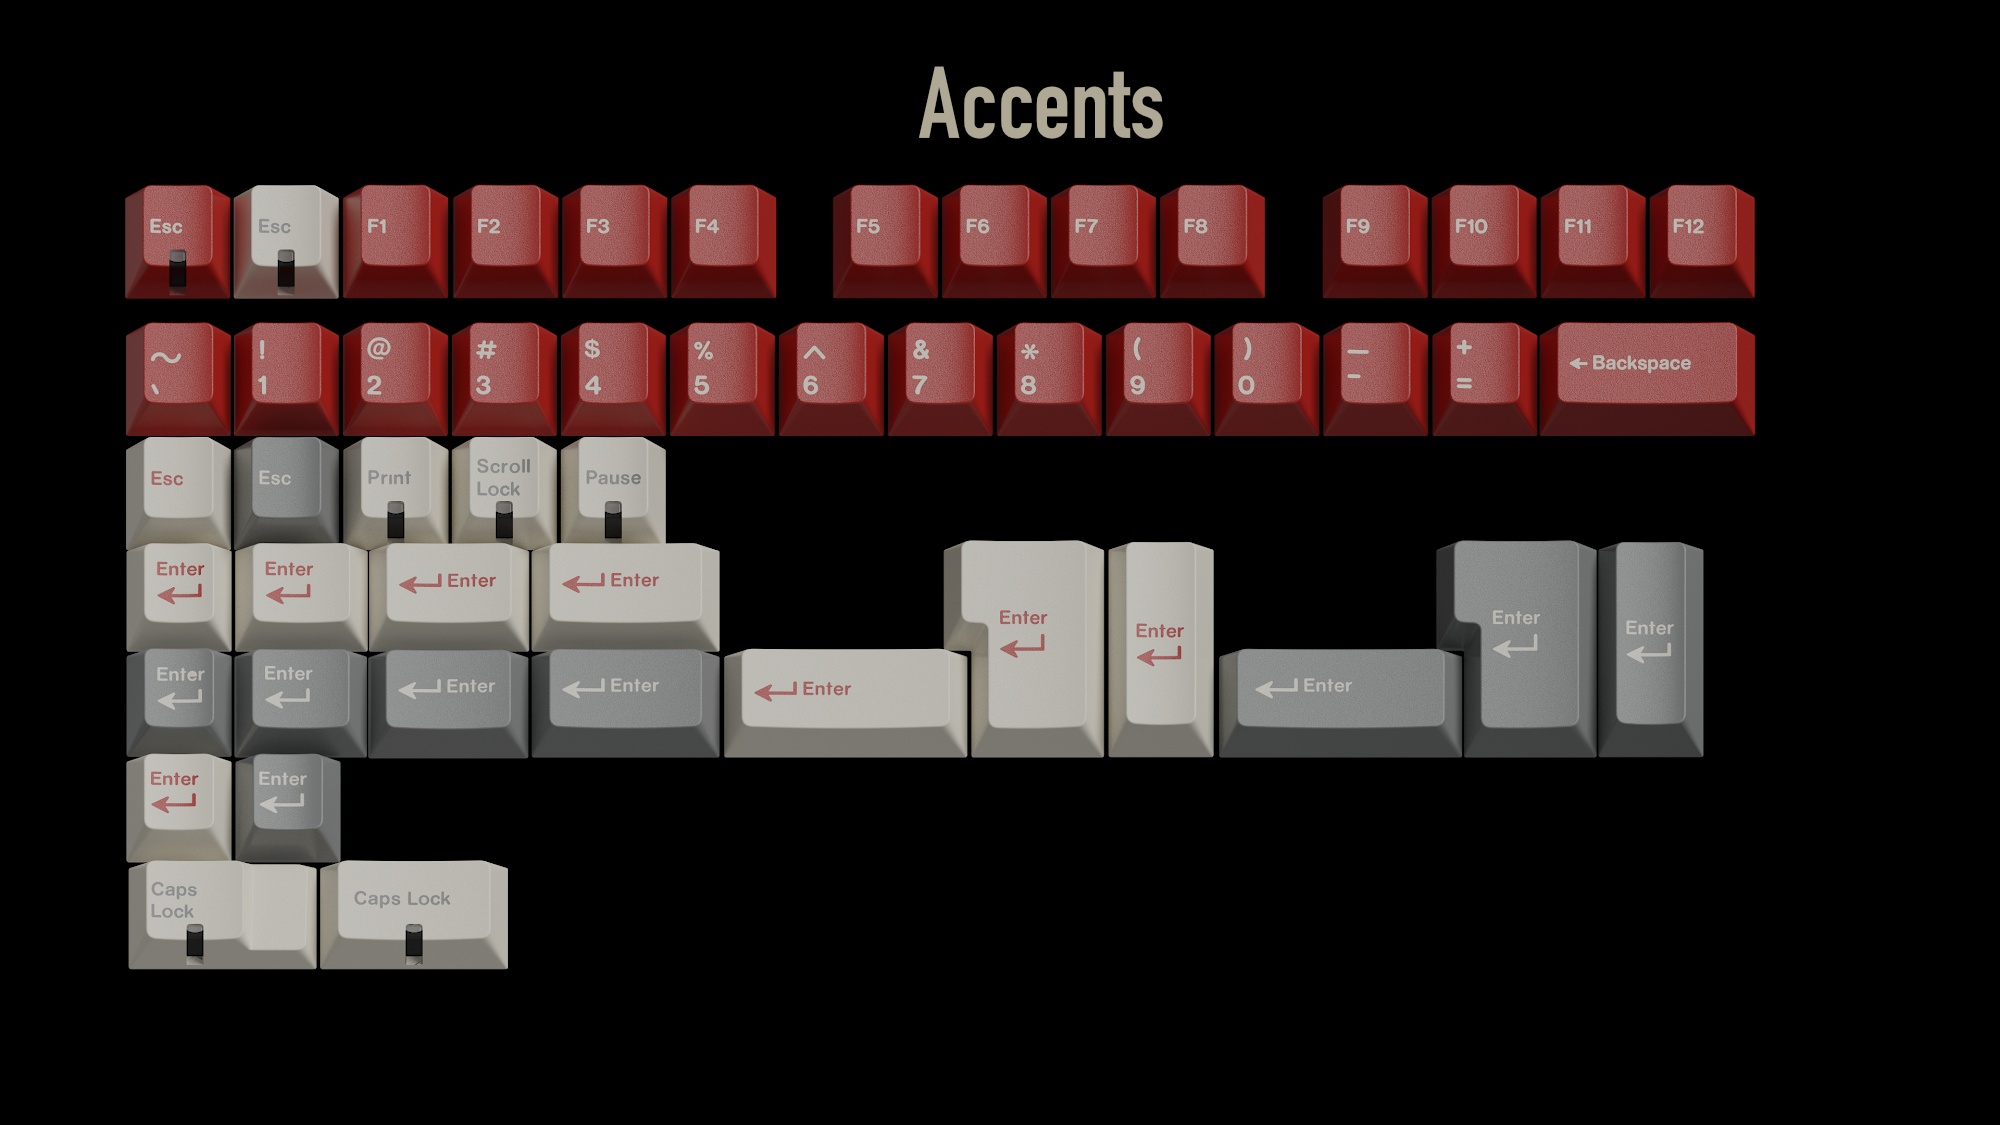 Accents
Esc Esc F1 F2 F3 F4 F5 F6 F7 F8 F9 F10 F11 F12
~ ! @ # $ % ^ & * ( ) — +
` 1 2 3 4 5 6 7 8 9 0 - = ← Backspace
Esc Esc Print Scroll Pause
Lock
Enter Enter Enter Enter
Enter Enter Enter Enter
Enter Enter Enter
Enter Enter Enter
Enter Enter
Caps Caps Lock
Lock